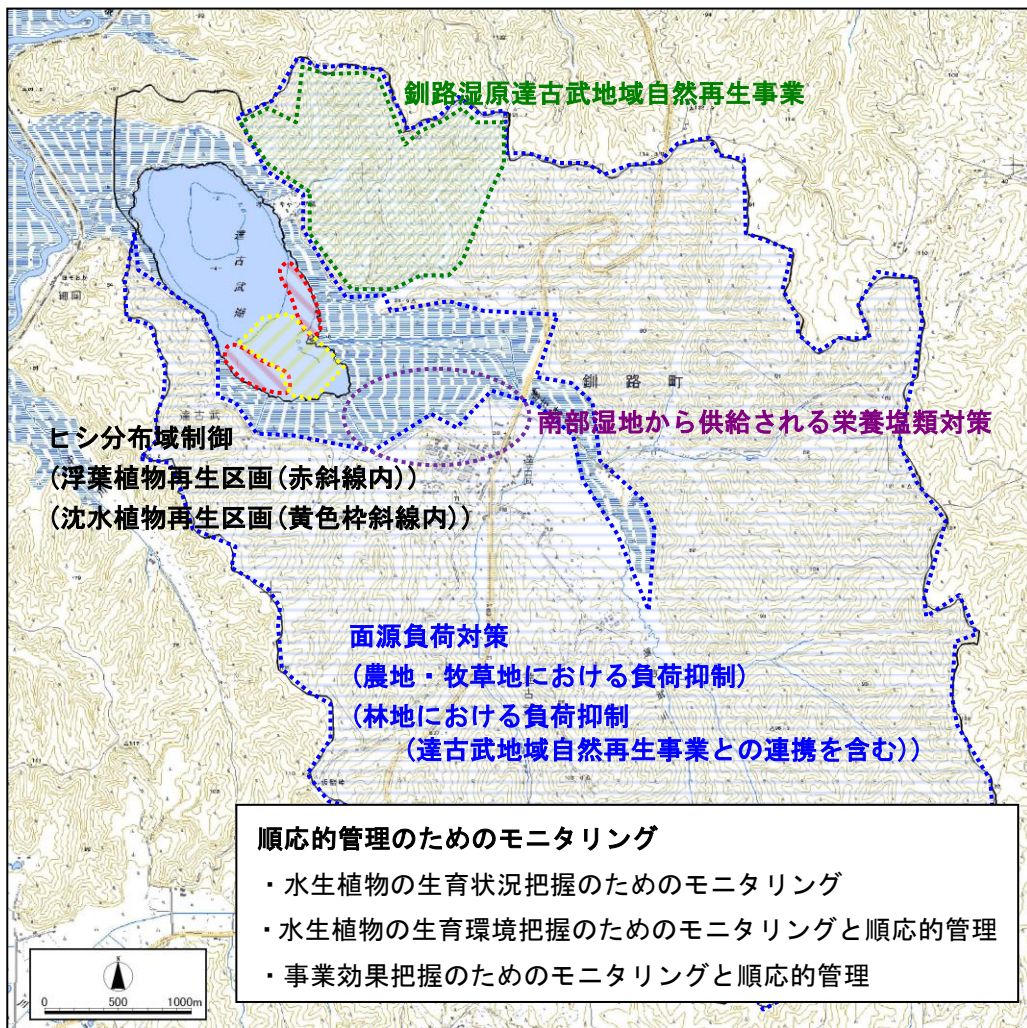 釧路湿原達古武地域自然再生事業
達古武湖
細岡
釧路町
南部湿地から供給される栄養塩類対策
達古武
達古武
ヒシ分布域制御
(浮葉植物再生区画(赤斜線内))
(沈水植物再生区画(黄色枠斜線内))
面源負荷対策
(農地・牧草地における負荷抑制)
(林地における負荷抑制
(達古武地域自然再生事業との連携を含む))
順応的管理のためのモニタリング
・水生植物の生育状況把握のためのモニタリング
・水生植物の生育環境把握のためのモニタリングと順応的管理
・事業効果把握のためのモニタリングと順応的管理
N
0 500 1000m